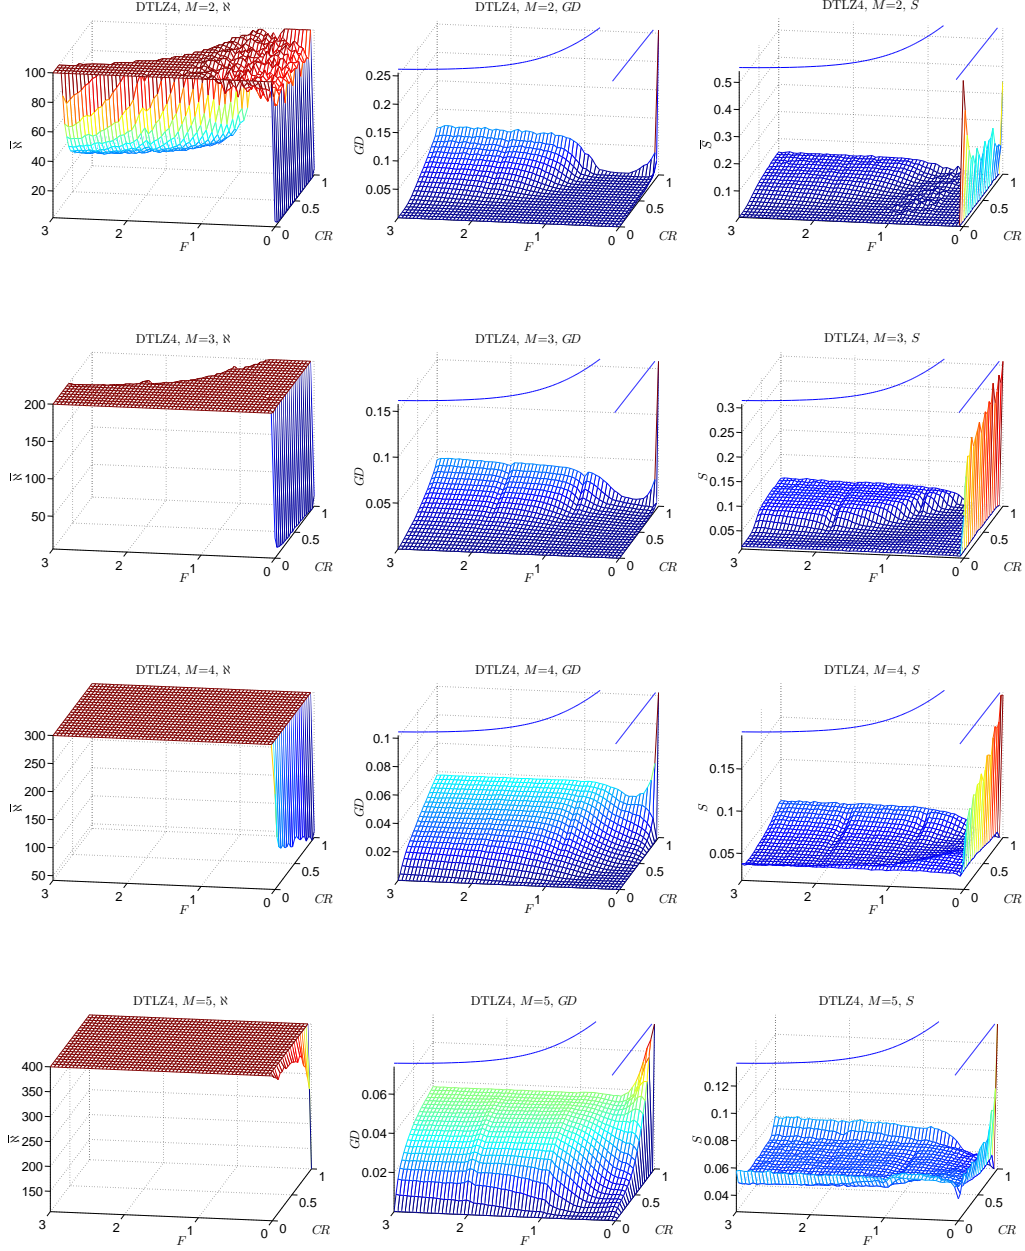 DTLZ4, M=2, ℵ
DTLZ4, M=2, GD
DTLZ4, M=2, S
100
80
60
40
20
ℵ
3
2
1
0
F
0
0.5
1
CR
0.25
0.2
0.15
0.1
0.05
GD
3
2
1
0
F
0
0.5
1
CR
0.5
0.4
0.3
0.2
0.1
S
3
2
1
0
F
0
0.5
1
CR
DTLZ4, M=3, ℵ
DTLZ4, M=3, GD
DTLZ4, M=3, S
200
150
100
50
ℵ
3
2
1
0
F
0
0.5
1
CR
0.15
0.1
0.05
GD
3
2
1
0
F
0
0.5
1
CR
0.3
0.25
0.2
0.15
0.1
0.05
S
3
2
1
0
F
0
0.5
1
CR
DTLZ4, M=4, ℵ
DTLZ4, M=4, GD
DTLZ4, M=4, S
300
250
200
150
100
50
ℵ
3
2
1
0
F
0
0.5
1
CR
0.1
0.08
0.06
0.04
0.02
GD
3
2
1
0
F
0
0.5
1
CR
0.15
0.1
0.05
S
3
2
1
0
F
0
0.5
1
CR
DTLZ4, M=5, ℵ
DTLZ4, M=5, GD
DTLZ4, M=5, S
400
350
300
250
200
150
ℵ
3
2
1
0
F
0
0.5
1
CR
0.06
0.04
0.02
GD
3
2
1
0
F
0
0.5
1
CR
0.12
0.1
0.08
0.06
0.04
S
3
2
1
0
F
0
0.5
1
CR